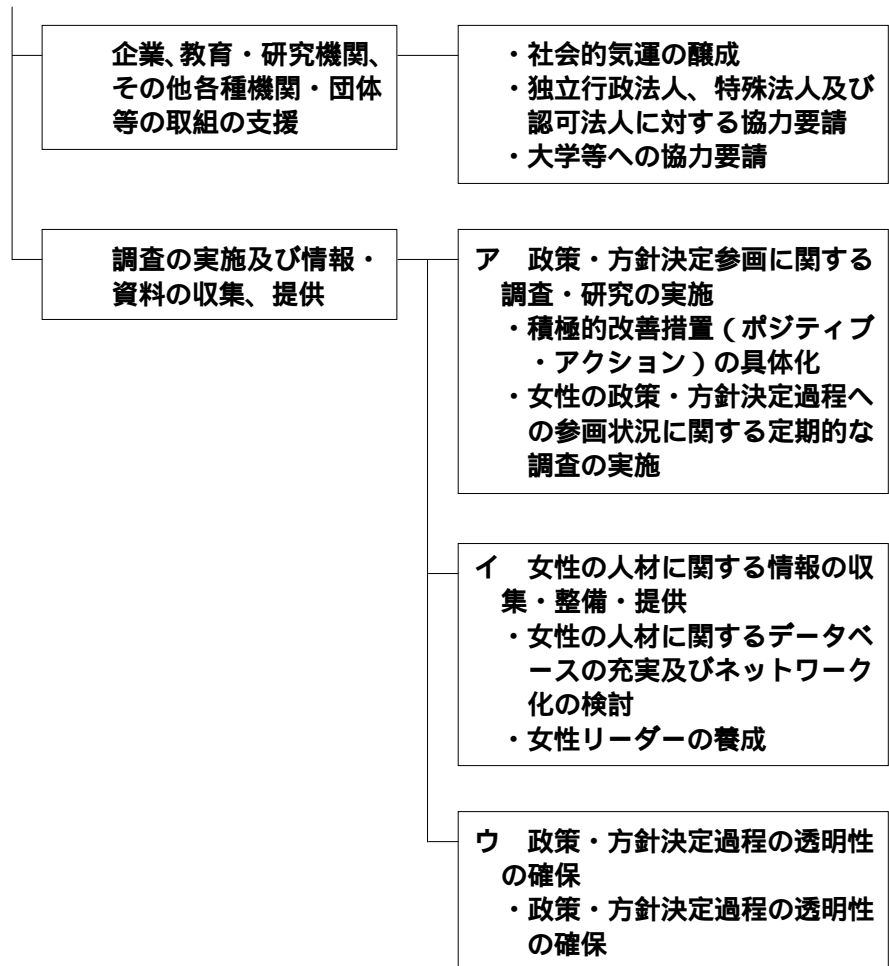 企業、教育・研究機関、
その他各種機関・団体
等の取組の支援
・社会的気運の醸成
・独立行政法人、特殊法人及び
認可法人に対する協力要請
・大学等への協力要請
調査の実施及び情報・
資料の収集、提供
ア　政策・方針決定参画に関する
調査・研究の実施
・積極的改善措置（ポジティブ
・アクション）の具体化
・女性の政策・方針決定過程へ
の参画状況に関する定期的な
調査の実施
イ　女性の人材に関する情報の収
集・整備・提供
・女性の人材に関するデータベ
ースの充実及びネットワーク
化の検討
・女性リーダーの養成
ウ　政策・方針決定過程の透明性
の確保
・政策・方針決定過程の透明性
の確保